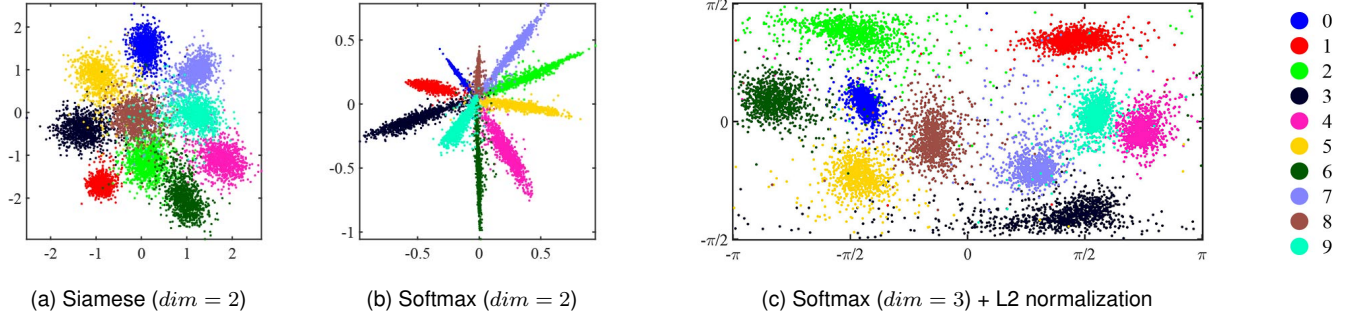 2
1
0
-1
-2
-2 -1 0 1 2
(a) Siamese (dim = 2)
0.5
0
-0.5
-1
-0.5 0 0.5
(b) Softmax (dim = 2)
π/2
0
-π/2
-π -π/2 0 π/2 π
(c) Softmax (dim = 3) + L2 normalization
0
1
2
3
4
5
6
7
8
9